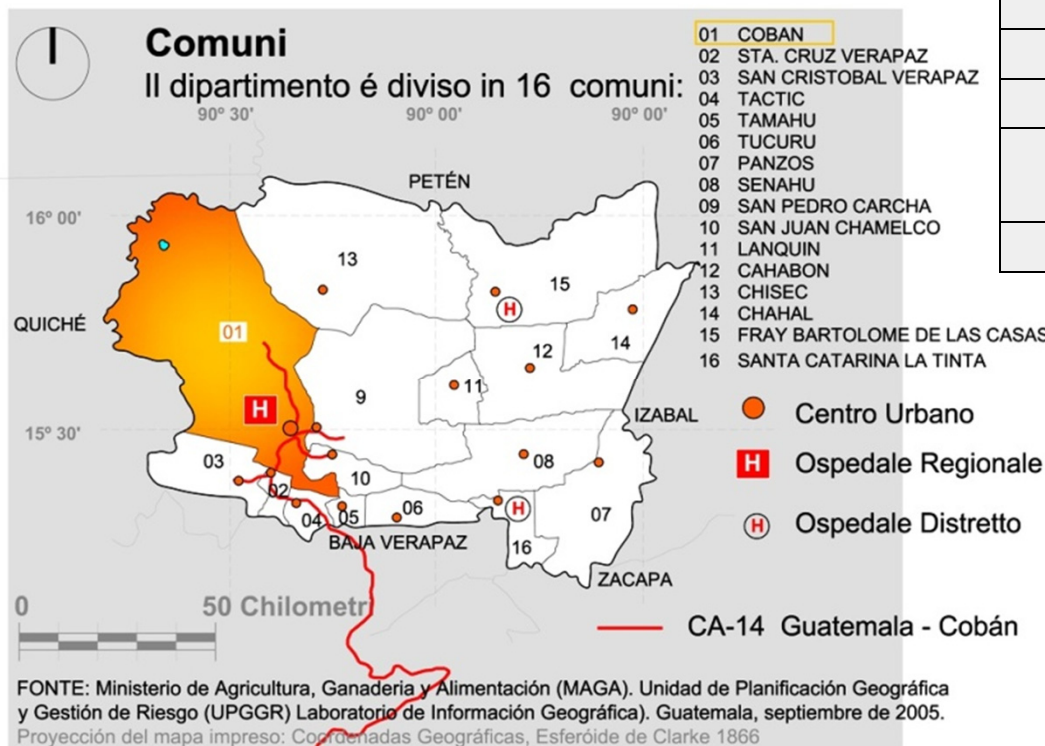 Comuni
Il dipartimento é diviso in 16 comuni:
01 COBAN
02 STA. CRUZ VERAPAZ
03 SAN CRISTOBAL VERAPAZ
04 TACTIC
05 TAMAHU
06 TUCURU
07 PANZOS
08 SENAHU
09 SAN PEDRO CARCHA
10 SAN JUAN CHAMELCO
11 LANQUIN
12 CAHABON
13 CHISEC
14 CHAHAL
15 FRAY BARTOLOME DE LAS CASAS
16 SANTA CATARINA LA TINTA
90º 30' 90º 00' 90º 00'
PETÉN
16º 00'
13
15
H
QUICHÉ
01
12
14
11
9
H
IZABAL
15º 30'
03
08
10
02
06
H
07
04
05
BAJA VERAPAZ
16
ZACAPA
Centro Urbano
H Ospedale Regionale
H Ospedale Distretto
0 50 Chilometri
CA-14 Guatemala - Cobán
FONTE: Ministerio de Agricultura, Ganaderia y Alimentación (MAGA). Unidad de Planificación Geográfica
y Gestión de Riesgo (UPGGR) Laboratorio de Información Geográfica). Guatemala, septiembre de 2005.
Proyección del mapa impreso: Coordenadas Geográficas, Esferóide de Clarke 1866